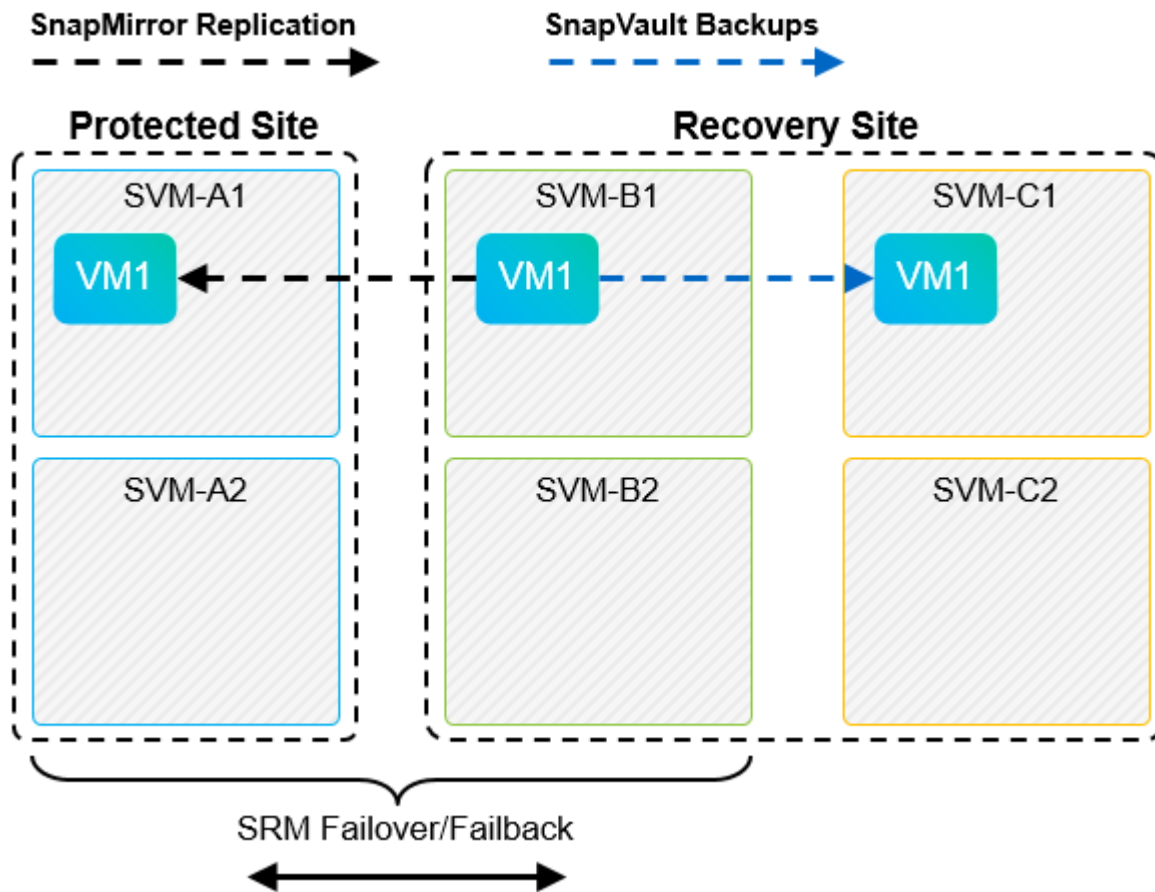 SnapMirror Replication
SnapVault Backups
Protected Site
Recovery Site
SVM-A1
SVM-B1
SVM-C1
VM1
VM1
VM1
SVM-A2
SVM-B2
SVM-C2
SRM Failover/Failback